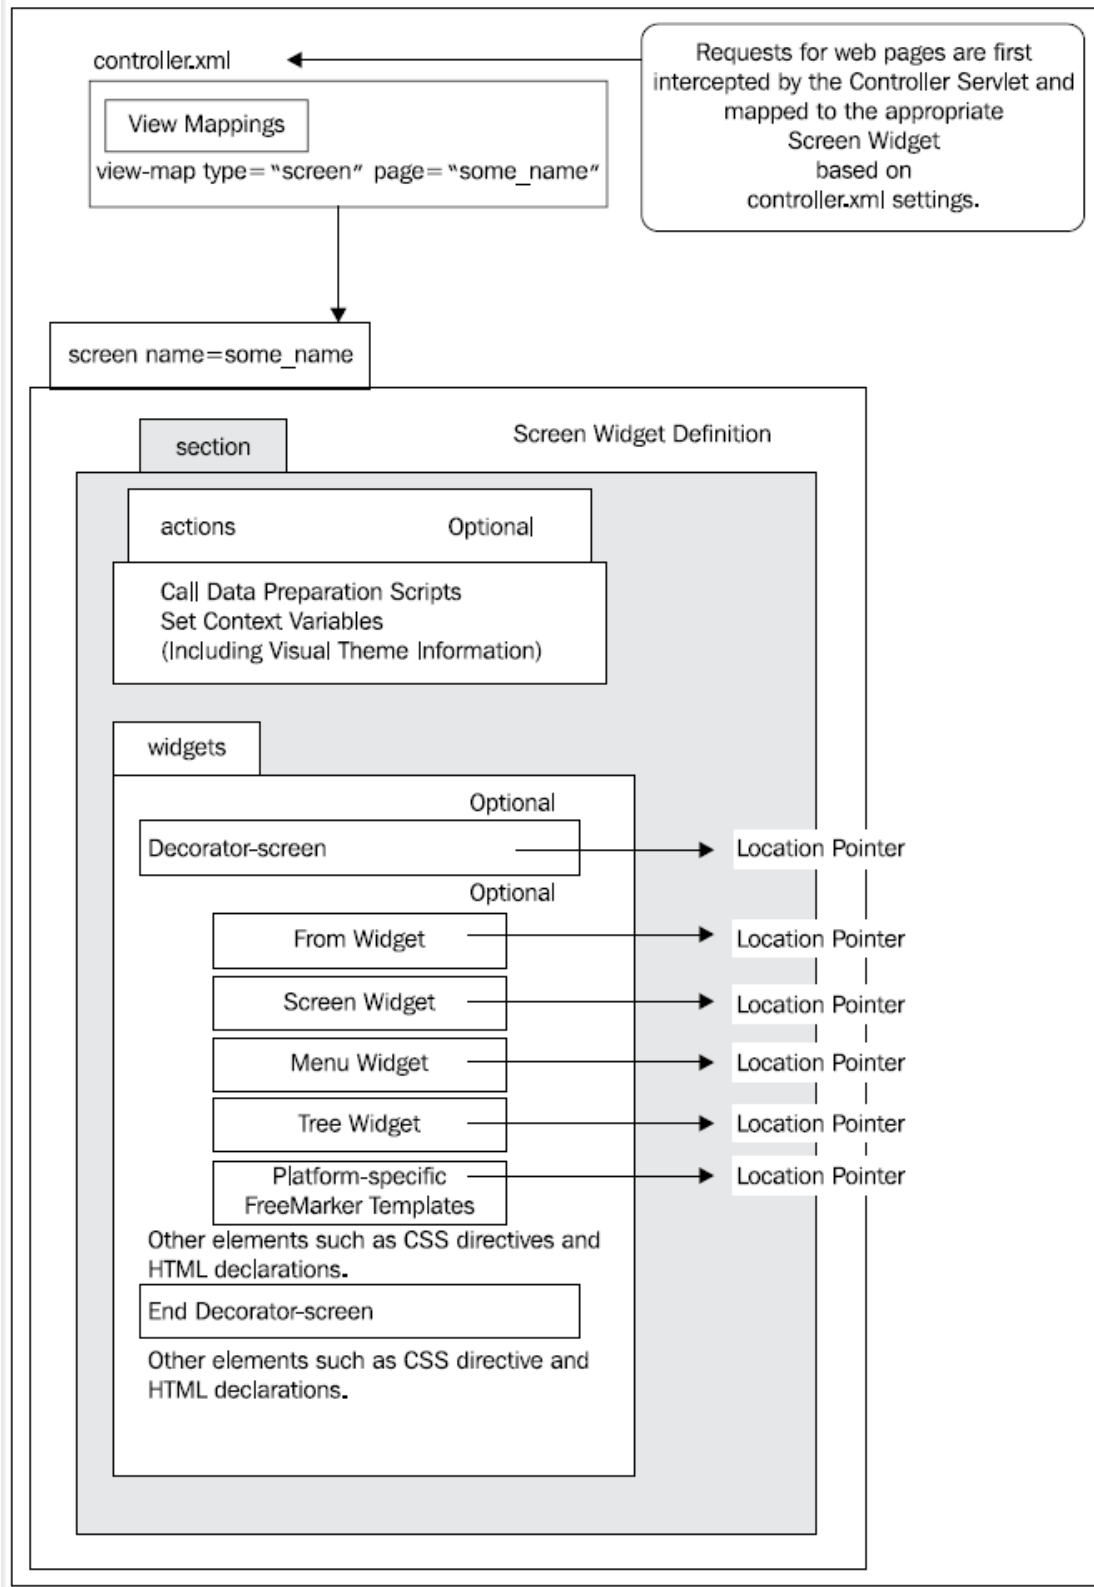 controller.xml
Requests for web pages are first
intercepted by the Controller Servlet and
mapped to the appropriate
Screen Widget
based on
controller.xml settings.
View Mappings
view-map type="screen" page="some_name"
screen name=some_name
Screen Widget Definition
section
actions Optional
Call Data Preparation Scripts
Set Context Variables
(Including Visual Theme Information)
widgets
Optional
Decorator-screen Location Pointer
Optional
From Widget Location Pointer
Screen Widget Location Pointer
Menu Widget Location Pointer
Tree Widget Location Pointer
Platform-specific Location Pointer
FreeMarker Templates
Other elements such as CSS directives and
HTML declarations.
End Decorator-screen
Other elements such as CSS directive and
HTML declarations.